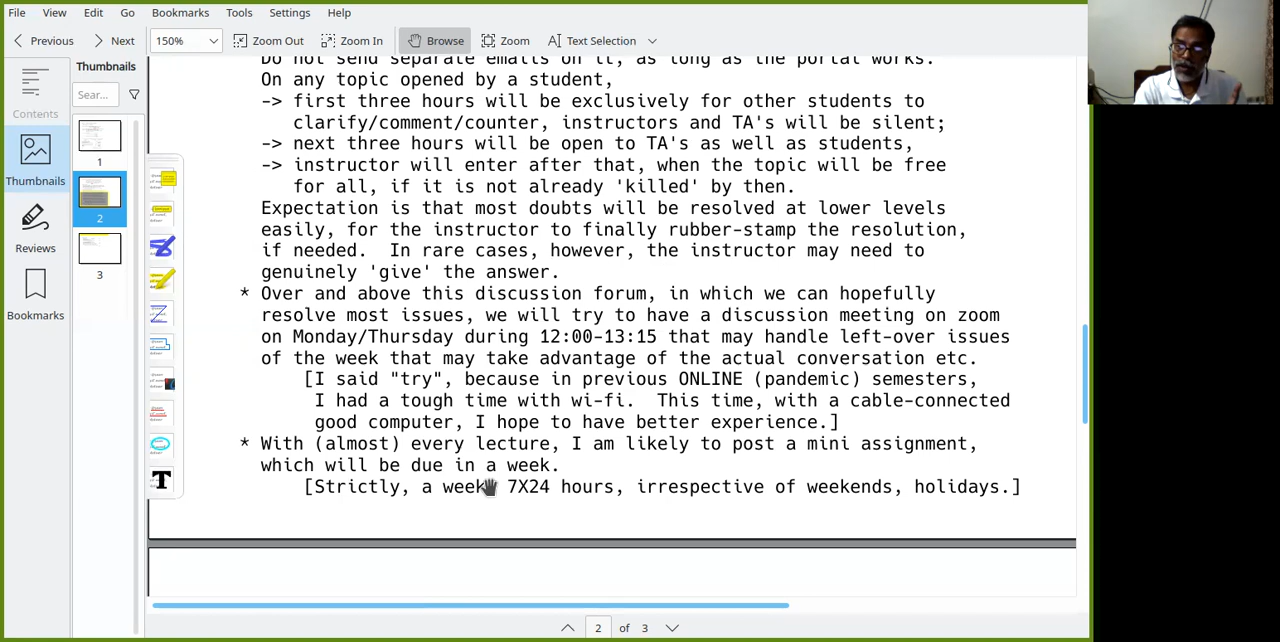 File View Edit Go Bookmarks Tools Settings Help
Previous Next 150% Zoom Out Zoom In Browse Zoom Text Selection
Contents
Thumbnails
Reviews
Bookmarks
Thumbnails
Sear...
1
2
3
T
Do not send separate emails on it, as long as the portal works.
On any topic opened by a student,
-> first three hours will be exclusively for other students to
clarify/comment/counter, instructors and TA's will be silent;
-> next three hours will be open to TA's as well as students,
-> instructor will enter after that, when the topic will be free
for all, if it is not already 'killed' by then.
Expectation is that most doubts will be resolved at lower levels
easily, for the instructor to finally rubber-stamp the resolution,
if needed. In rare cases, however, the instructor may need to
genuinely 'give' the answer.
* Over and above this discussion forum, in which we can hopefully
resolve most issues, we will try to have a discussion meeting on zoom
on Monday/Thursday during 12:00-13:15 that may handle left-over issues
of the week that may take advantage of the actual conversation etc.
[I said "try", because in previous ONLINE (pandemic) semesters,
I had a tough time with wi-fi. This time, with a cable-connected
good computer, I hope to have better experience.]
* With (almost) every lecture, I am likely to post a mini assignment,
which will be due in a week.
[Strictly, a week 7X24 hours, irrespective of weekends, holidays.]
2 of 3